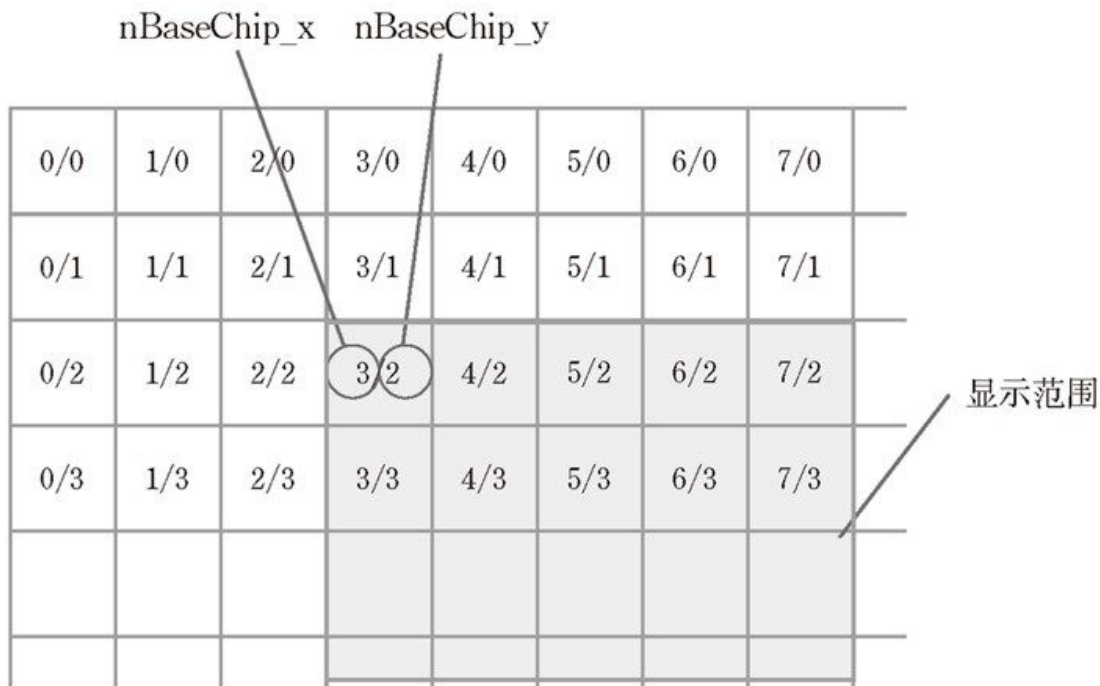 nBaseChip_x nBaseChip_y
0/0 1/0 2/0 3/0 4/0 5/0 6/0 7/0
0/1 1/1 2/1 3/1 4/1 5/1 6/1 7/1
0/2 1/2 2/2 3/2 4/2 5/2 6/2 7/2
显示范围
0/3 1/3 2/3 3/3 4/3 5/3 6/3 7/3